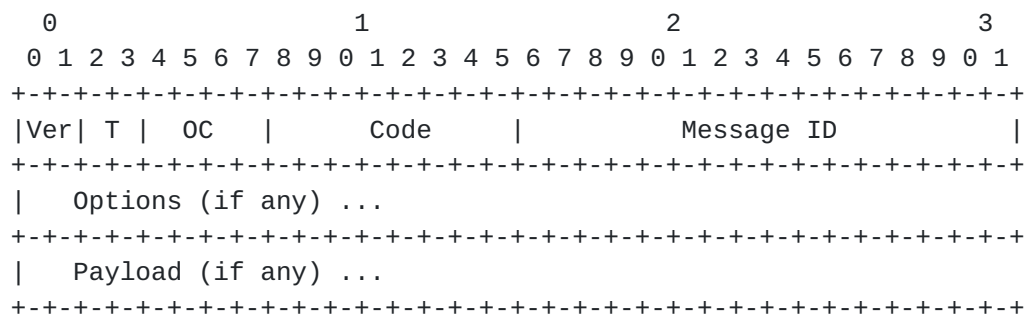 0                   1                   2                   3
 0 1 2 3 4 5 6 7 8 9 0 1 2 3 4 5 6 7 8 9 0 1 2 3 4 5 6 7 8 9 0 1
+-+-+-+-+-+-+-+-+-+-+-+-+-+-+-+-+-+-+-+-+-+-+-+-+-+-+-+-+-+-+-+-+
|Ver| T |  OC   |      Code     |          Message ID           |
+-+-+-+-+-+-+-+-+-+-+-+-+-+-+-+-+-+-+-+-+-+-+-+-+-+-+-+-+-+-+-+-+
|   Options (if any) ...
+-+-+-+-+-+-+-+-+-+-+-+-+-+-+-+-+-+-+-+-+-+-+-+-+-+-+-+-+-+-+-+-+
|   Payload (if any) ...
+-+-+-+-+-+-+-+-+-+-+-+-+-+-+-+-+-+-+-+-+-+-+-+-+-+-+-+-+-+-+-+-+